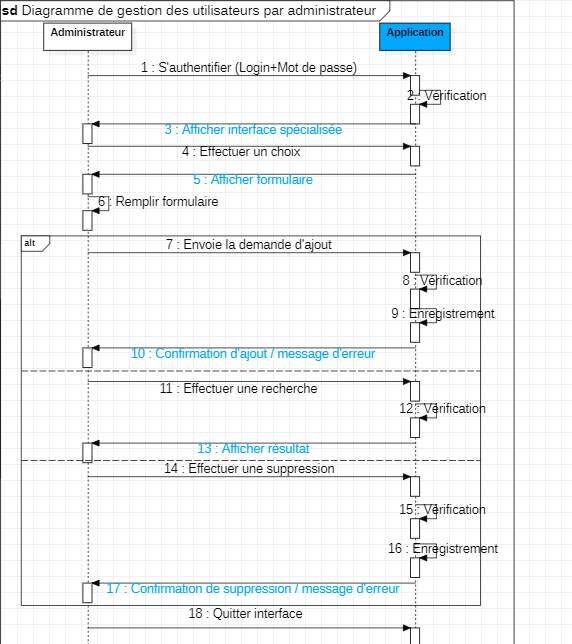 sd Diagramme de gestion des utilisateurs par administrateur
Administrateur
Application
1 : S'authentifier (Login+Mot de passe)
2 : Vérification
3 : Afficher interface spécialisée
4 : Effectuer un choix
5 : Afficher formulaire
6 : Remplir formulaire
alt
7 : Envoie la demande d'ajout
8 : Vérification
9 : Enregistrement
10 : Confirmation d'ajout / message d'erreur
11 : Effectuer une recherche
12 : Vérification
13 : Afficher résultat
14 : Effectuer une suppression
15 : Vérification
16 : Enregistrement
17 : Confirmation de suppression / message d'erreur
18 : Quitter interface